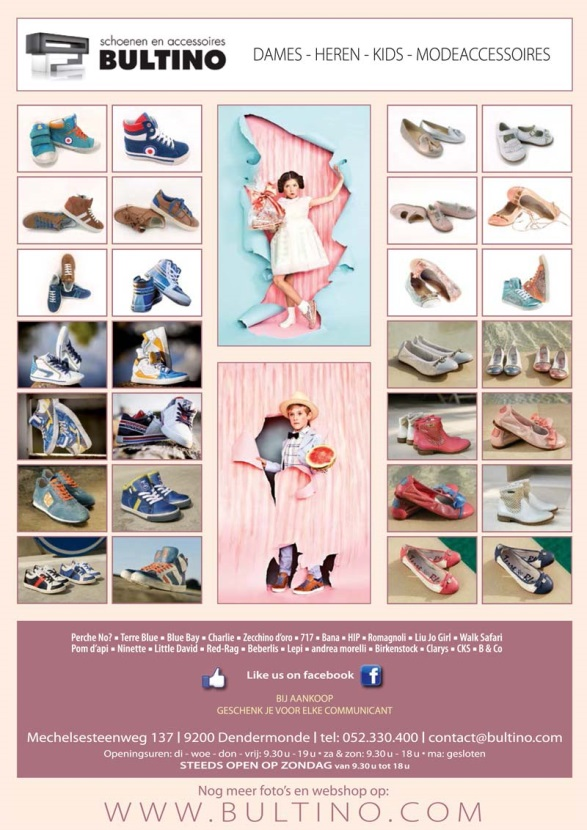 schoenen en accessoires
BULTINO
DAMES - HEREN - KIDS - MODEACCESSOIRES
Perche No? ▪ Terre Blue ▪ Blue Bay ▪ Charlie ▪ Zecchino d'oro ▪ 717 ▪ Bana ▪ HIP ▪ Romagnoli ▪ Liu Jo Girl ▪ Walk Safari
Pom d'api ▪ Ninette ▪ Little David ▪ Red-Rag ▪ Beberlis ▪ Lepi ▪ andrea morelli ▪ Birkenstock ▪ Clarys ▪ CKS ▪ B & Co
Like us on facebook
BIJ AANKOOP
GESCHENK JE VOOR ELKE COMMUNICANT
Mechelsesteenweg 137 | 9200 Dendermonde | tel: 052.330.400 | contact@bultino.com
Openingsuren: di - woe - don - vrij: 9.30 u - 19 u • za & zon: 9.30 u - 18 u • ma: gesloten
STEEDS OPEN OP ZONDAG van 9.30 u tot 18 u
Nog meer foto's en webshop op:
WWW.BULTINO.COM